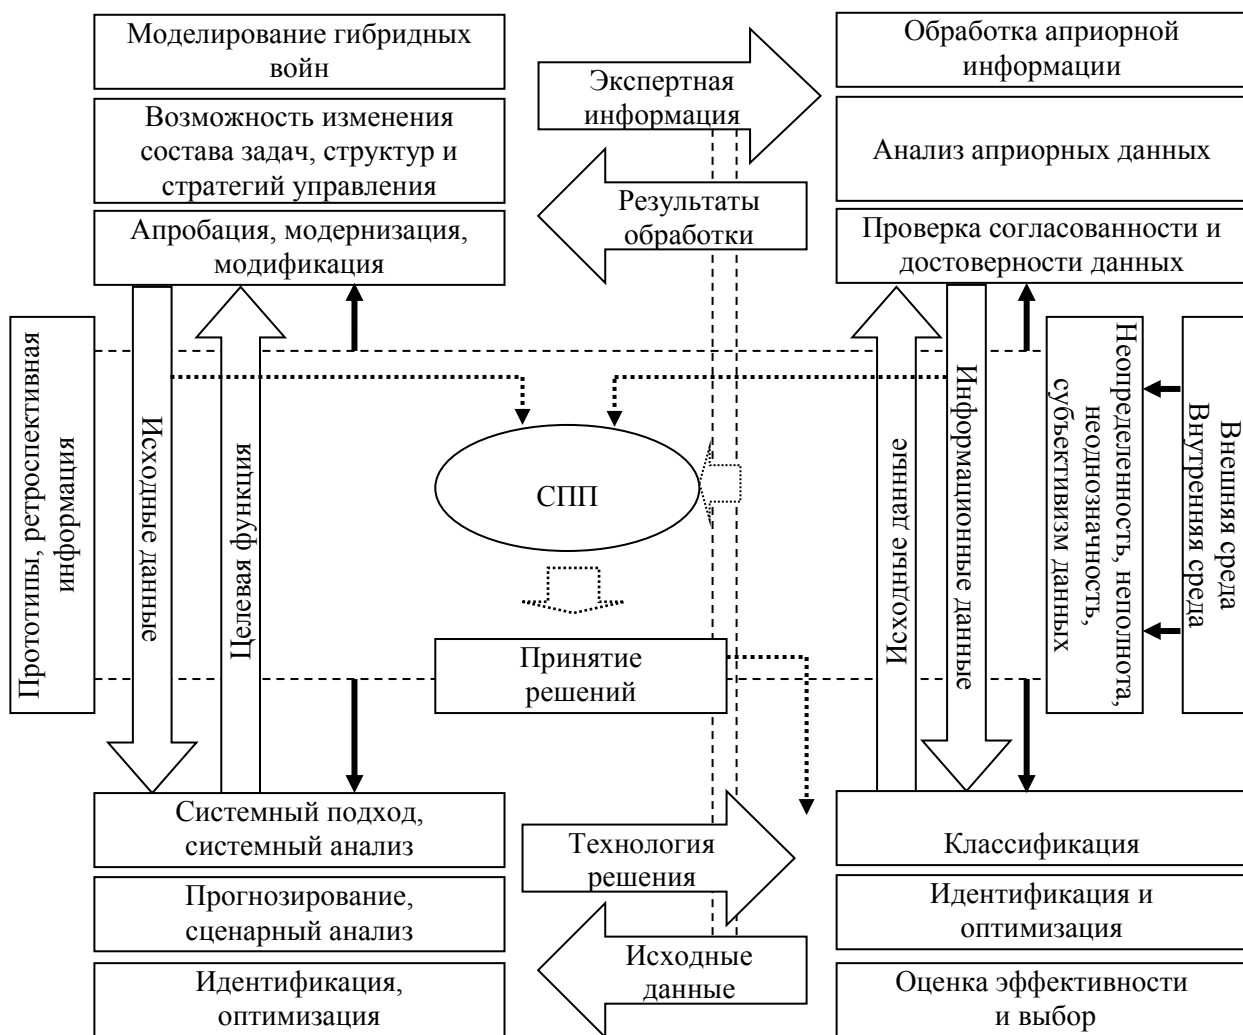 Моделирование гибридных
войн
Возможность изменения
состава задач, структур и
стратегий управления
Апробация, модернизация,
модификация
Экспертная
информация
Результаты
обработки
Обработка априорной
информации
Анализ априорных данных
Проверка согласованности и
достоверности данных
Прототипы, ретроспективная
информация
Исходные данные
Целевая функция
СПП
Принятие
решений
Исходные данные
Информационные данные
Неопределенность, неполнота,
неоднозначность,
субъективизм данных
Внешняя среда
Внутренняя среда
Системный подход,
системный анализ
Прогнозирование,
сценарный анализ
Идентификация,
оптимизация
Технология
решения
Исходные
данные
Классификация
Идентификация и
оптимизация
Оценка эффективности
и выбор